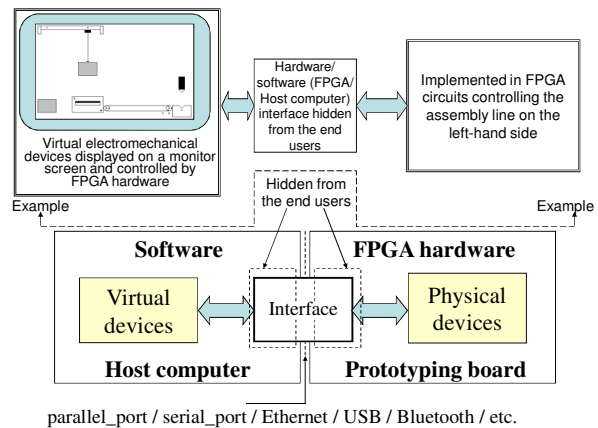 Virtual electromechanical
devices displayed on a monitor
screen and controlled by
FPGA hardware
Hardware/
software (FPGA/
Host computer)
interface hidden
from the end
users
Implemented in FPGA
circuits controlling the
assembly line on the
left-hand side
Example
Hidden from
the end users
Example
Software
FPGA hardware
Virtual
devices
Interface
Physical
devices
Host computer
Prototyping board
parallel_port / serial_port / Ethernet / USB / Bluetooth / etc.